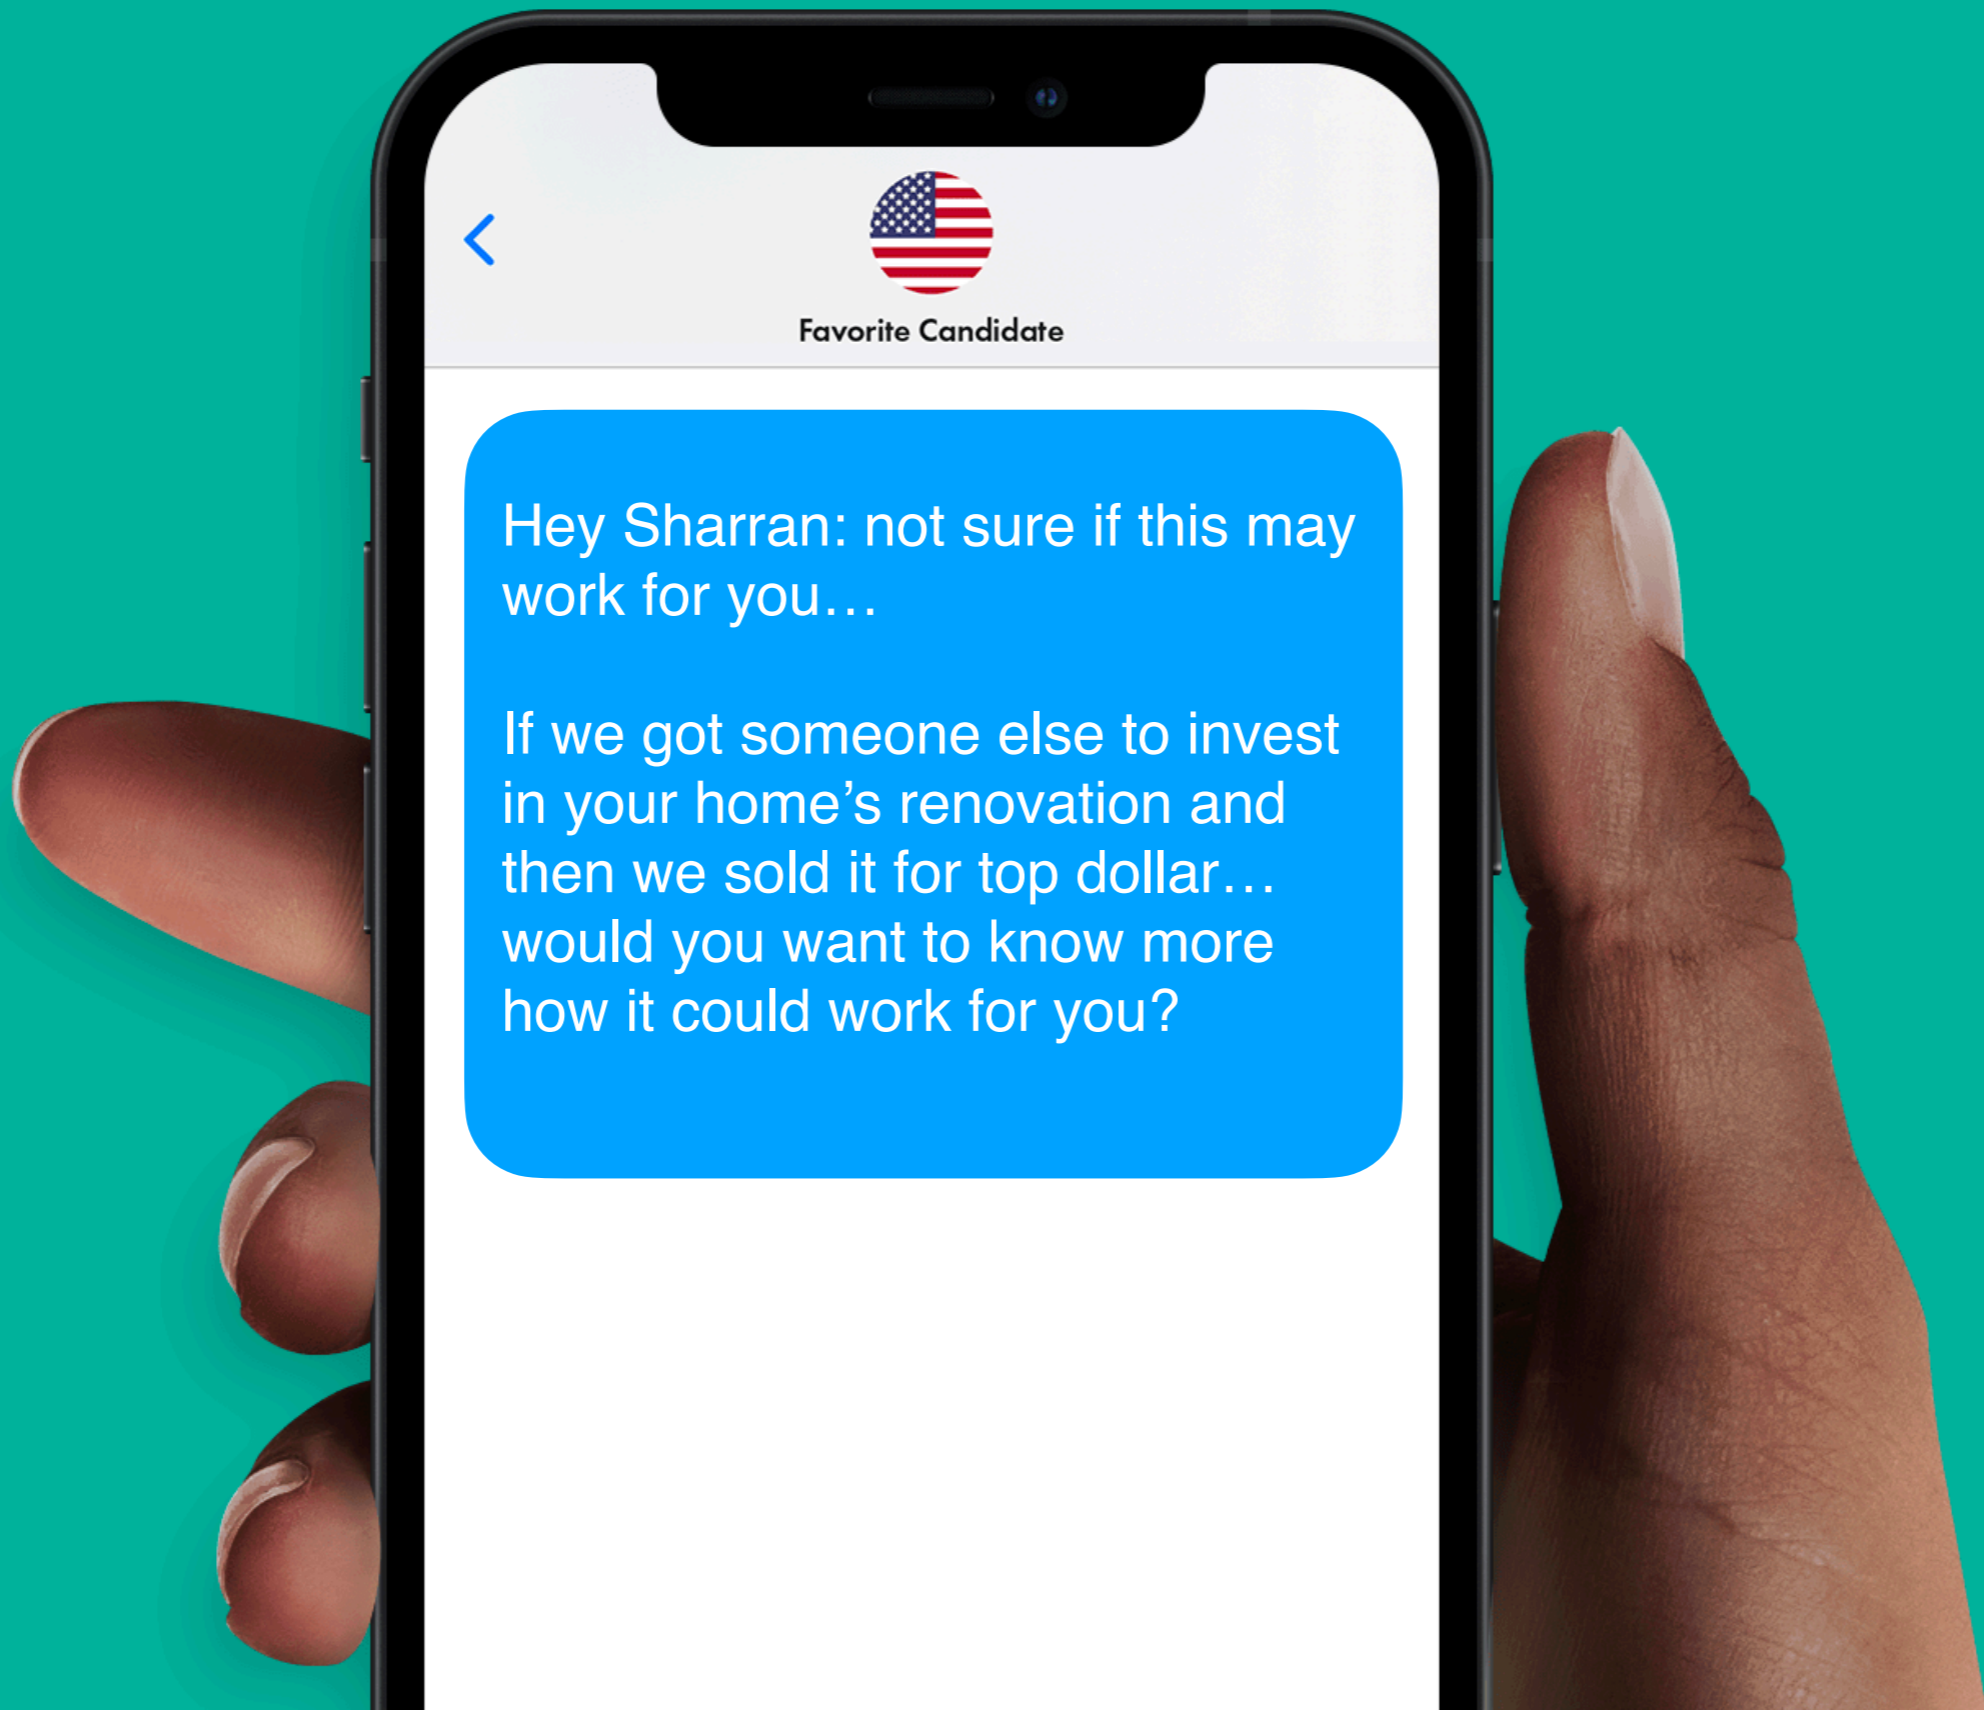 Favorite Candidate
Hey Sharran: not sure if this may
work for you…
If we got someone else to invest
in your home’s renovation and
then we sold it for top dollar…
would you want to know more
how it could work for you?